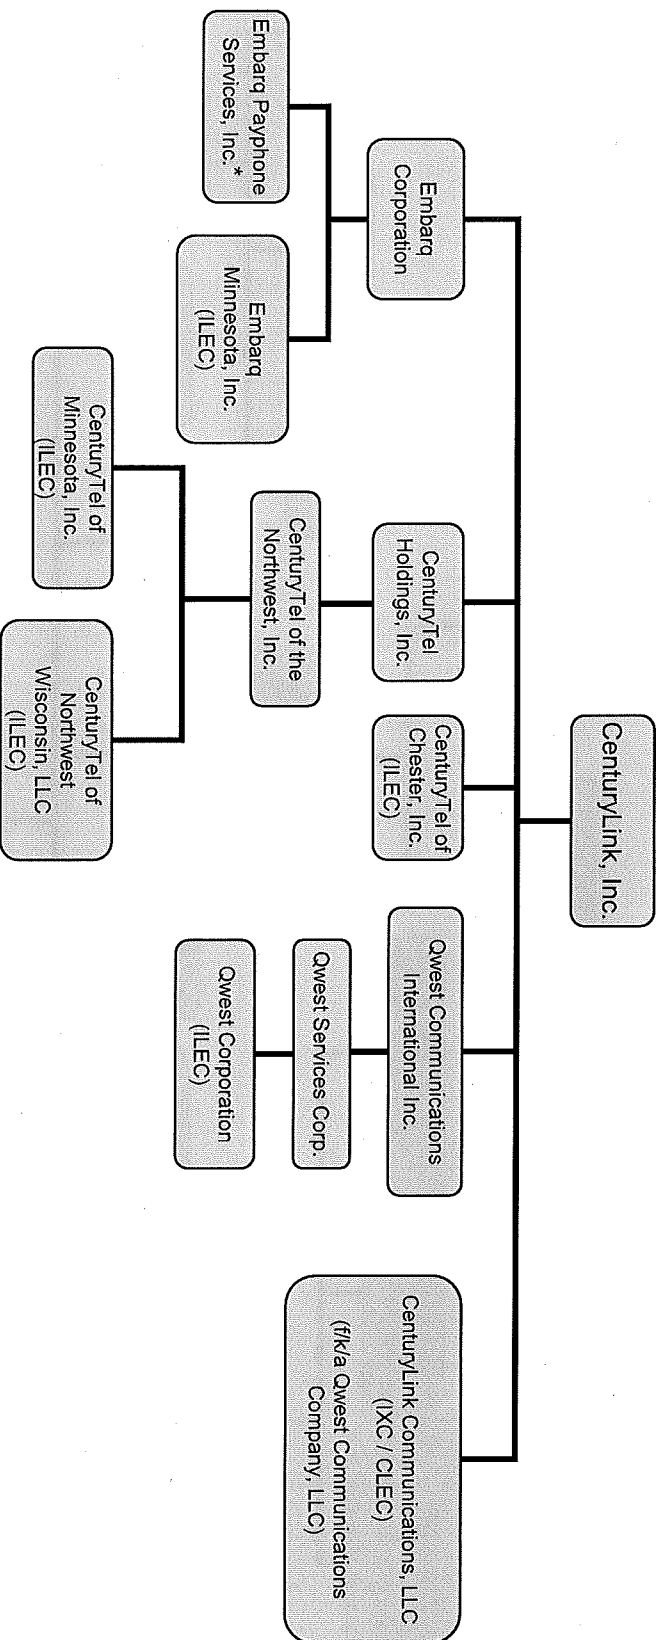 CenturyLink, Inc.
Embarq
Corporation
CenturyTel
Holdings, Inc.
CenturyTel of
Chester, Inc.
(ILEC)
Qwest Communications
International Inc.
CenturyLink Communications, LLC
(IXC / CLEC)
(f/k/a Qwest Communications
Company, LLC)
Embarq Payphone
Services, Inc.*
Embarq
Minnesota, Inc.
(ILEC)
CenturyTel of the
Northwest, Inc.
Qwest Services Corp.
Qwest Corporation
(ILEC)
CenturyTel of
Minnesota, Inc.
(ILEC)
CenturyTel of
Northwest
Wisconsin, LLC
(ILEC)